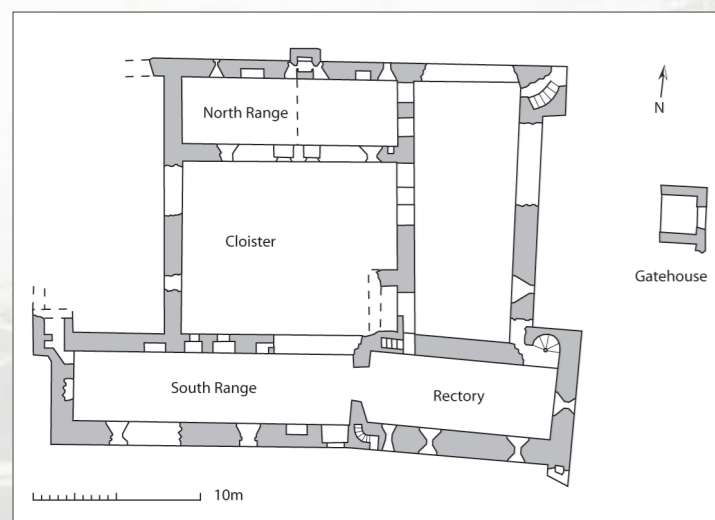 North Range
N
Cloister
Gatehouse
South Range
Rectory
10m